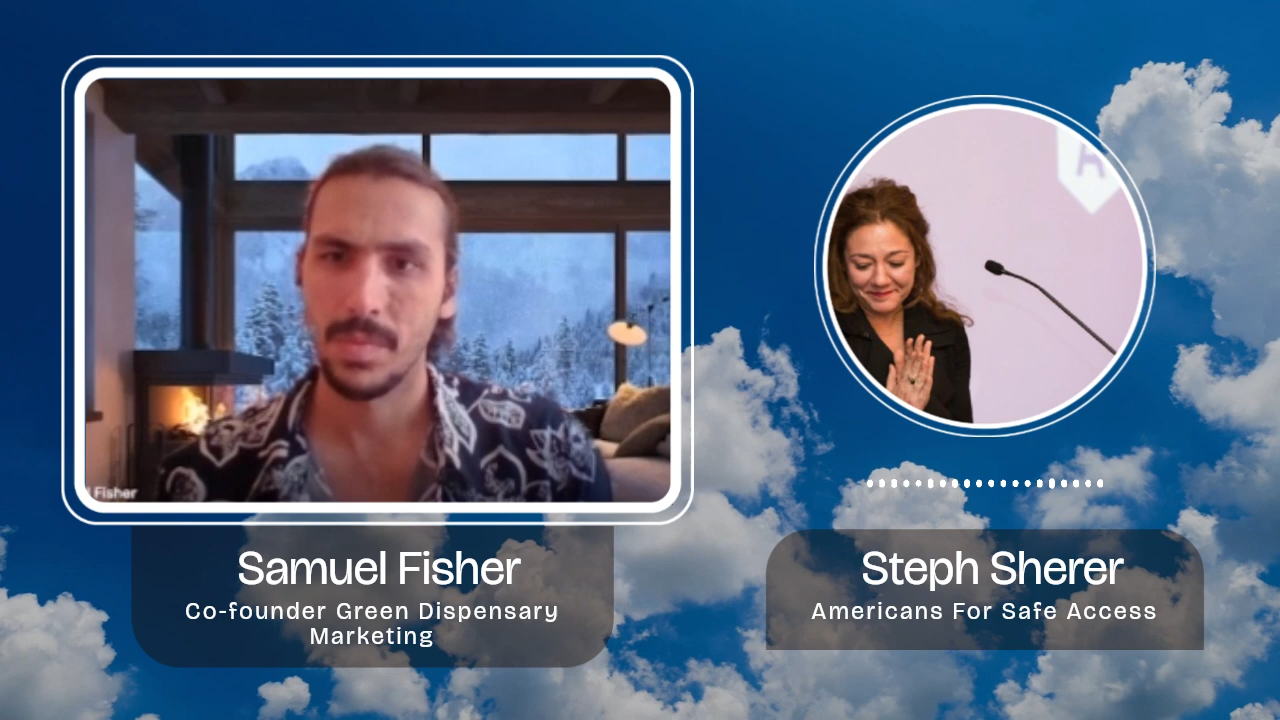 Fisher
Samuel Fisher
Co-founder Green Dispensary
Marketing
A
Steph Sherer
Americans For Safe Access